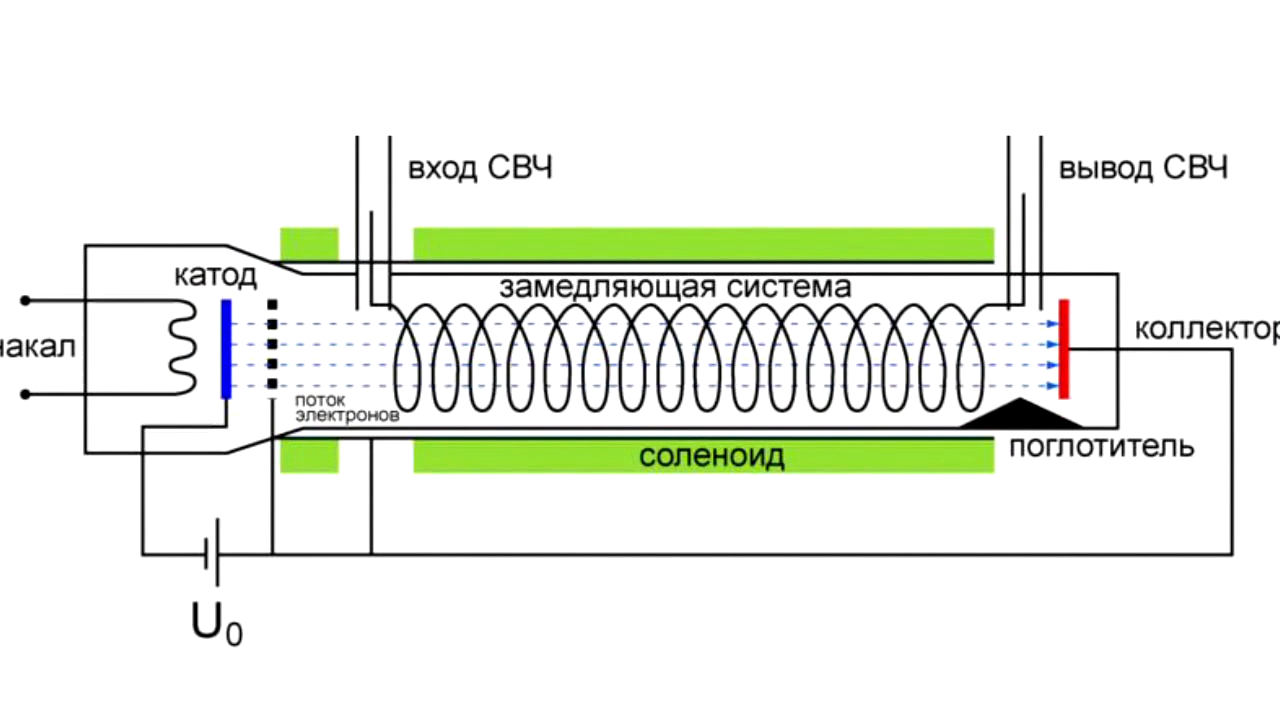 вход СВЧ
вывод СВЧ
катод
замедляющая система
накал
коллектор
поток
электронов
соленоид
поглотитель
U₀